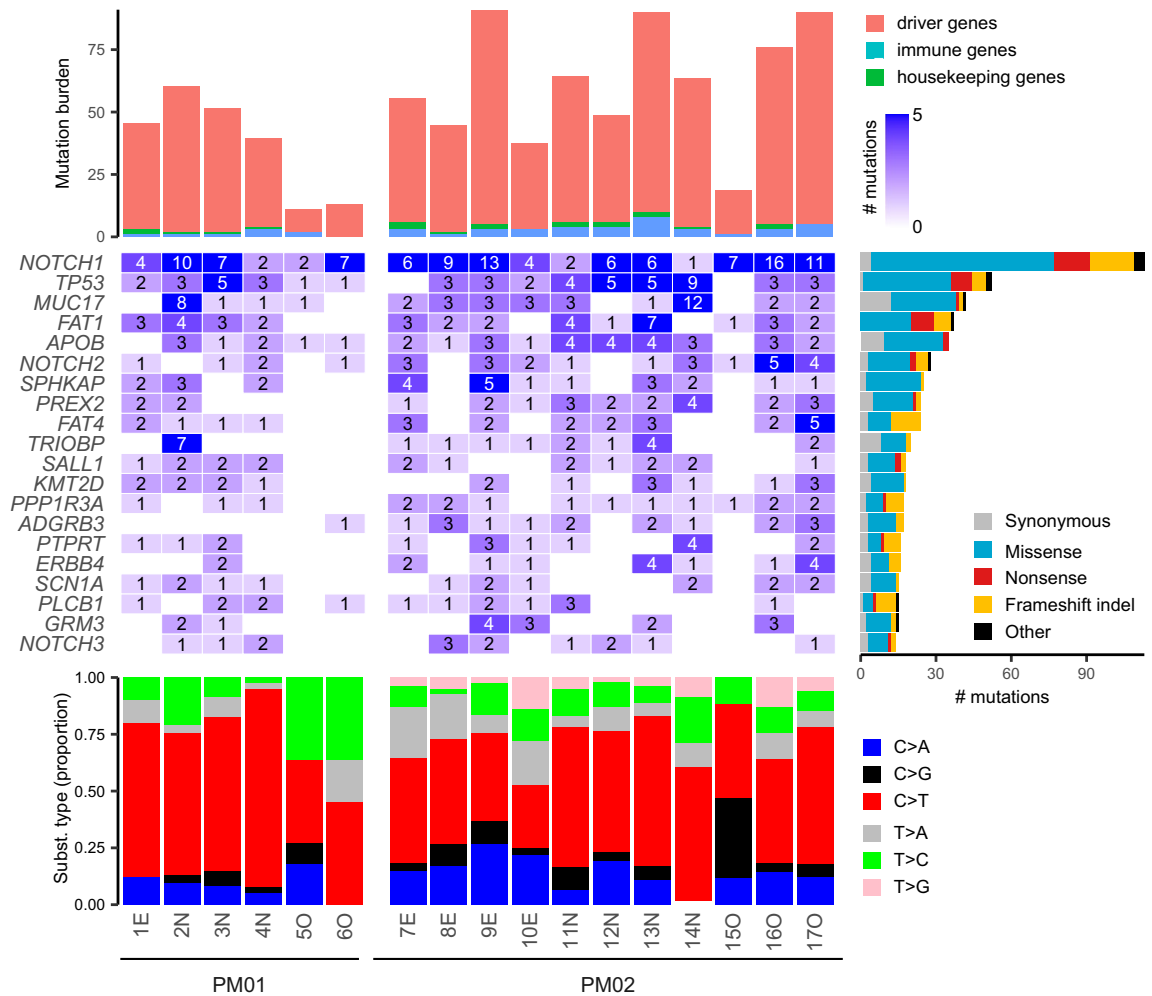 Mutation burden
75
50
25
0
driver genes
immune genes
housekeeping genes
# mutations
5
0
NOTCH1 4 10 7 2 2 7 6 9 13 4 2 6 6 1 7 16 11
TP53 2 3 5 3 1 1 3 3 2 4 5 5 9 3 3
MUC17 8 1 1 1 2 3 3 3 3 1 12 2 2
FAT1 3 4 3 2 3 2 2 4 1 7 1 3 2
APOB 3 1 2 1 1 2 1 3 1 4 4 4 3 3 2
NOTCH2 1 1 2 1 3 3 2 1 1 3 1 5 4
SPHKAP 2 3 2 4 5 1 1 3 2 1 1
PREX2 2 2 1 2 1 3 2 2 4 2 3
FAT4 2 1 1 1 3 2 2 2 3 2 5
TRIOBP 7 1 1 1 1 2 1 4 2
SALL1 1 2 2 2 2 1 2 1 2 2 1
KMT2D 2 2 2 1 2 1 3 1 1 3
PPP1R3A 1 1 1 2 2 1 1 1 1 1 1 2 2
ADGRB3 1 1 3 1 1 2 2 1 2 3
PTPRT 1 1 2 1 3 1 1 4 2
ERBB4 2 2 1 1 4 1 1 4
SCN1A 1 2 1 1 1 2 1 2 2 2
PLCB1 1 2 2 1 1 1 2 1 3 1
GRM3 2 1 4 3 2 3
NOTCH3 1 1 2 3 2 1 2 1 1
Synonymous
Missense
Nonsense
Frameshift indel
Other
0 30 60 90
# mutations
Subst. type (proportion)
1.00
0.75
0.50
0.25
0.00
C>A
C>G
C>T
T>A
T>C
T>G
1E 2N 3N 4N 5O 6O 7E 8E 9E 10E 11N 12N 13N 14N 15O 16O 17O
PM01 PM02